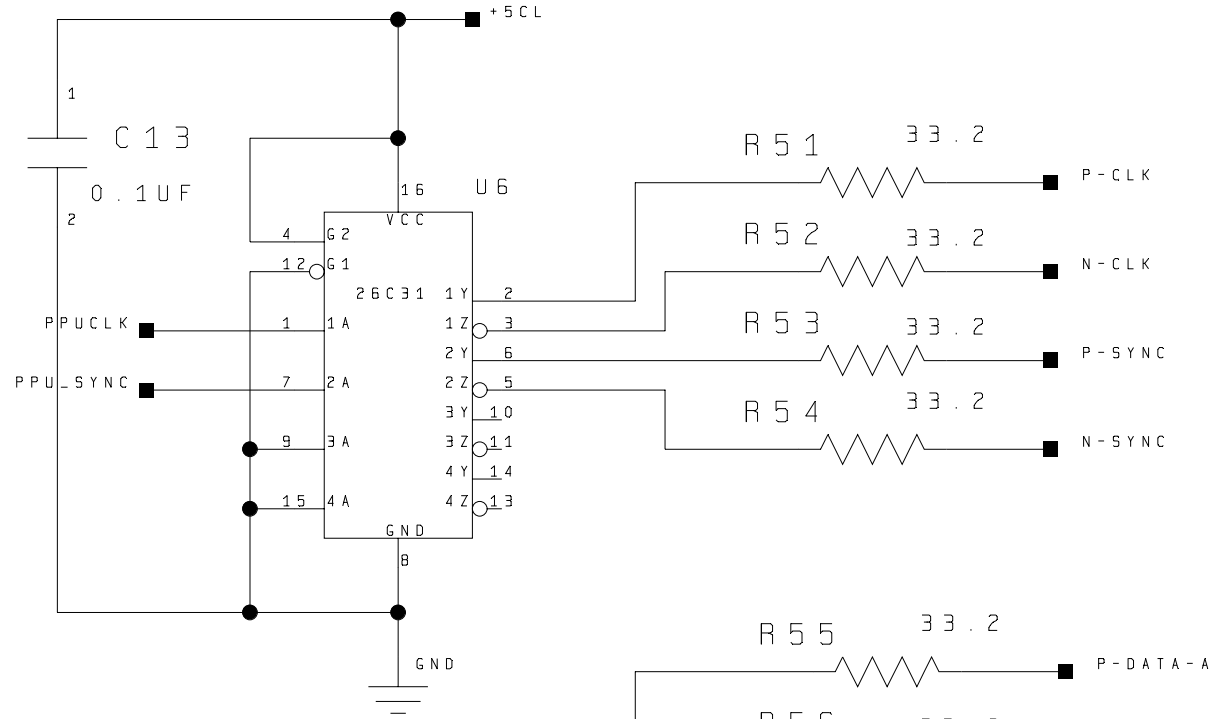 +5CL
1
C13
0.1UF
2
16
U6
VCC
4 G2
12 G1
26C31
1Y 2
PPUCLK 1 1A
1Z 3
2Y 6
PPU_SYNC 7 2A
2Z 5
3Y 10
9 3A
3Z 11
4Y 14
15 4A
4Z 13
GND
8
GND
R51 33.2 P-CLK
R52 33.2 N-CLK
R53 33.2 P-SYNC
R54 33.2 N-SYNC
R55 33.2 P-DATA-A